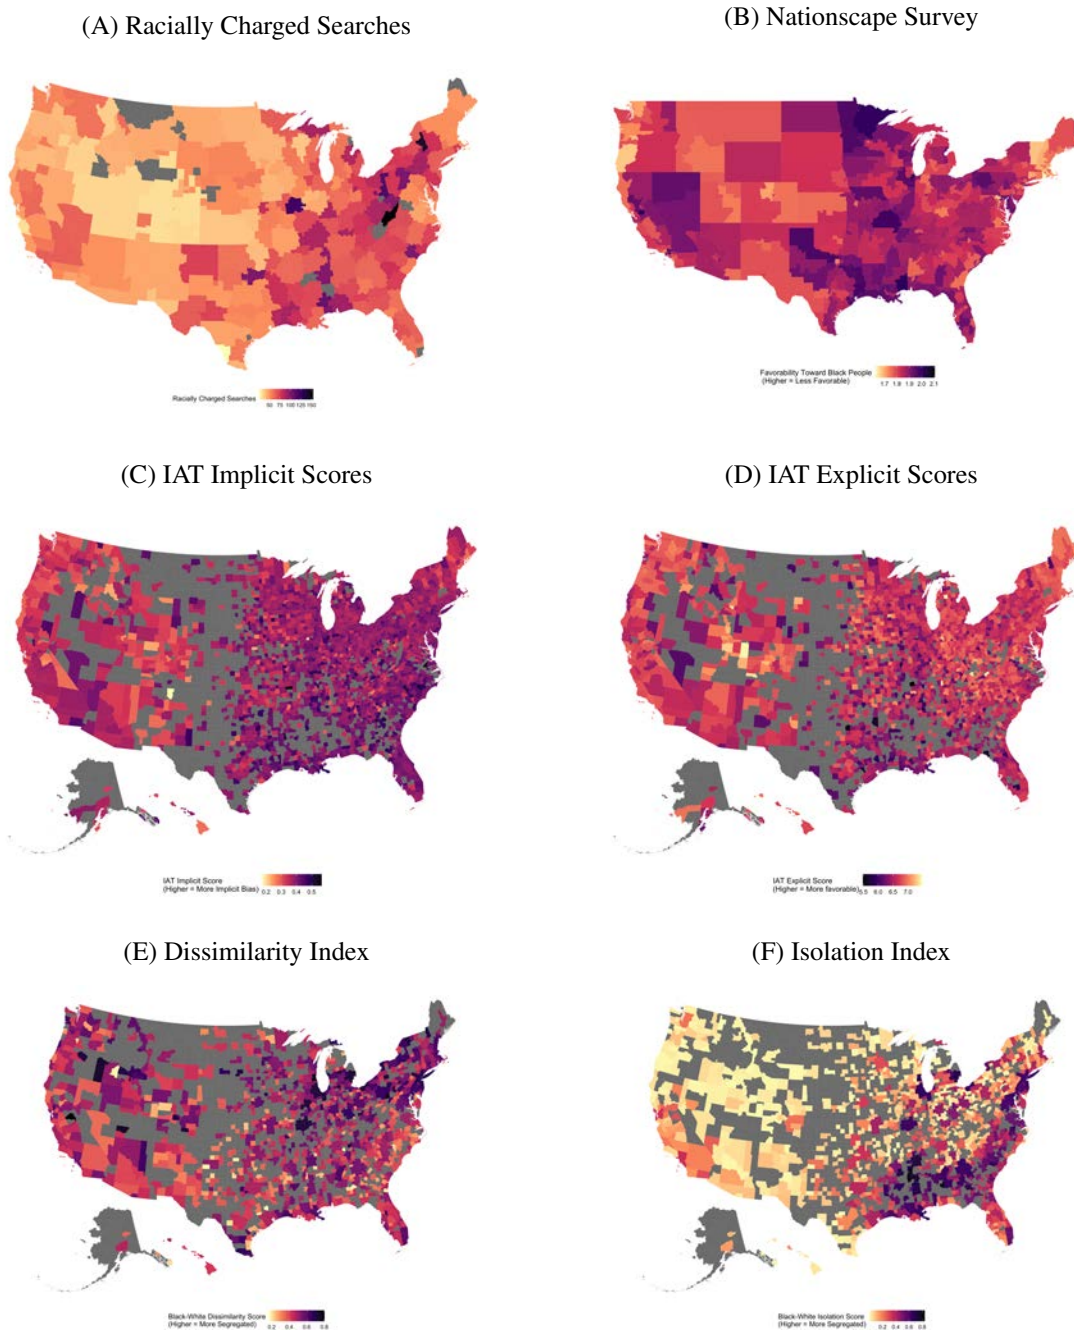 (A) Racially Charged Searches
(B) Nationscape Survey
Racially Charged Searches
50 75 100 125 150
Favorability Toward Black People
(Higher = Less Favorable)
1.7 1.8 1.9 2.0 2.1
(C) IAT Implicit Scores
(D) IAT Explicit Scores
IAT Implicit Score
(Higher = More Implicit Bias)
0.2 0.3 0.4 0.5
IAT Explicit Score
(Higher = More favorable)
5.5 6.0 6.5 7.0
(E) Dissimilarity Index
(F) Isolation Index
Black-White Dissimilarity Score
(Higher = More Segregated)
0.2 0.4 0.6 0.8
Black-White Isolation Score
(Higher = More Segregated)
0.2 0.4 0.6 0.8